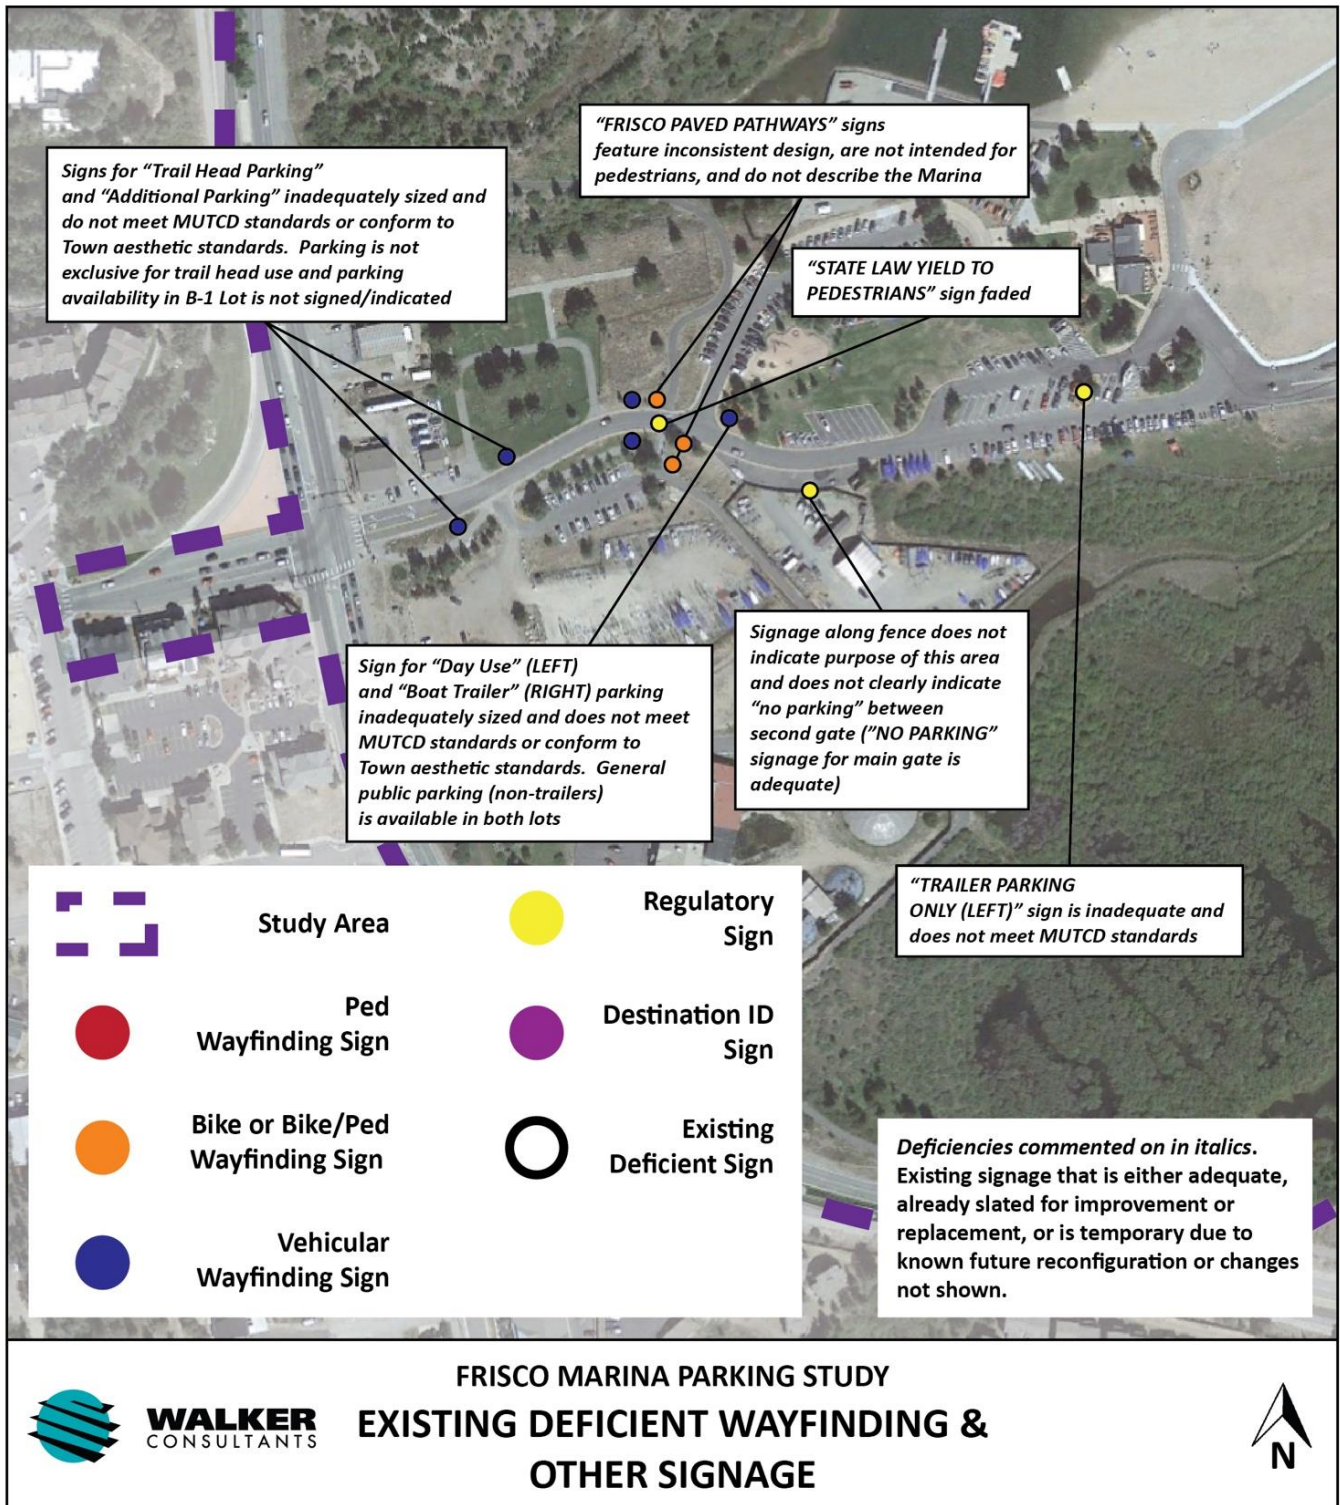 "FRISCO PAVED PATHWAYS" signs
feature inconsistent design, are not intended for
pedestrians, and do not describe the Marina
Signs for "Trail Head Parking"
and "Additional Parking" inadequately sized and
do not meet MUTCD standards or conform to
Town aesthetic standards. Parking is not
exclusive for trail head use and parking
availability in B-1 Lot is not signed/indicated
"STATE LAW YIELD TO
PEDESTRIANS" sign faded
Sign for "Day Use" (LEFT)
and "Boat Trailer" (RIGHT) parking
inadequately sized and does not meet
MUTCD standards or conform to
Town aesthetic standards. General
public parking (non-trailers)
is available in both lots
Signage along fence does not
indicate purpose of this area
and does not clearly indicate
"no parking" between
second gate ("NO PARKING"
signage for main gate is
adequate)
"TRAILER PARKING
ONLY (LEFT)" sign is inadequate and
does not meet MUTCD standards
Study Area
Ped
Wayfinding Sign
Bike or Bike/Ped
Wayfinding Sign
Vehicular
Wayfinding Sign
Regulatory
Sign
Destination ID
Sign
Existing
Deficient Sign
Deficiencies commented on in italics.
Existing signage that is either adequate,
already slated for improvement or
replacement, or is temporary due to
known future reconfiguration or changes
not shown.
WALKER
CONSULTANTS
FRISCO MARINA PARKING STUDY
EXISTING DEFICIENT WAYFINDING &
OTHER SIGNAGE
N